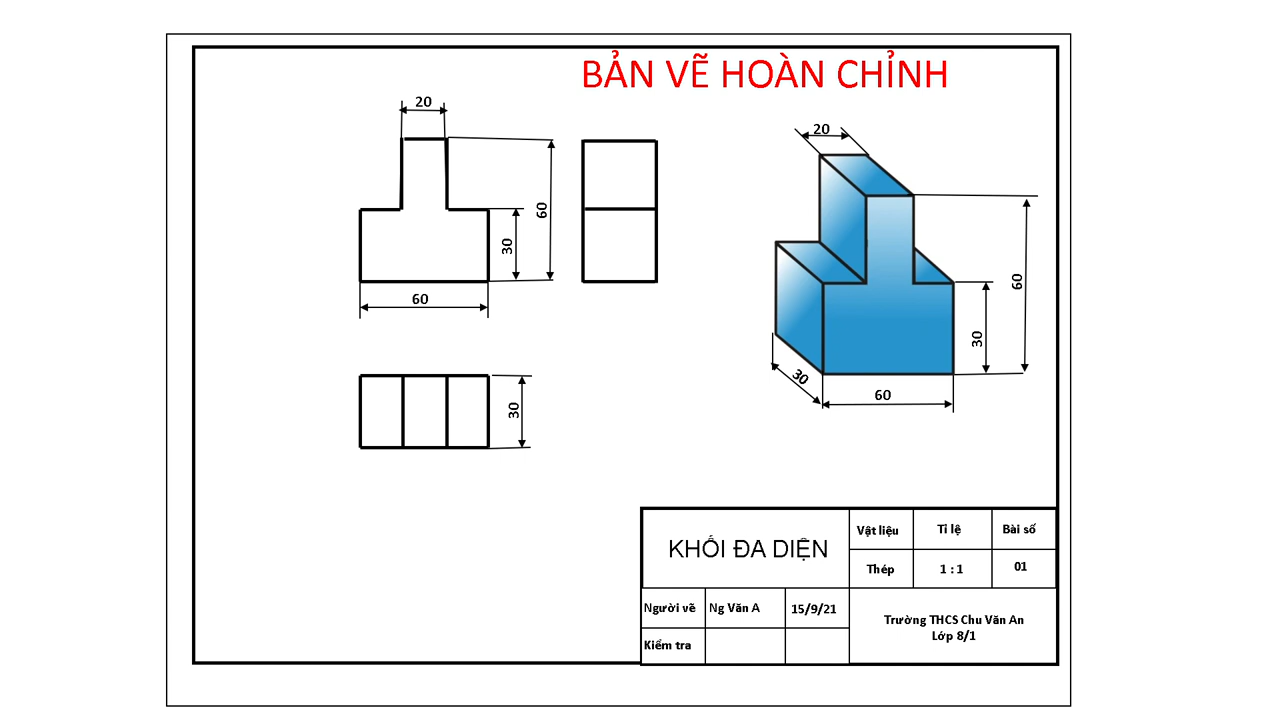 BẢN VẼ HOÀN CHỈNH
20
60
30
60
30
20
60
30
30
60
KHỐI ĐA DIỆN
Vật liệu
Tỉ lệ
Bài số
Thép
1 : 1
01
Người vẽ
Ng Văn A
15/9/21
Kiểm tra
Trường THCS Chu Văn An
Lớp 8/1